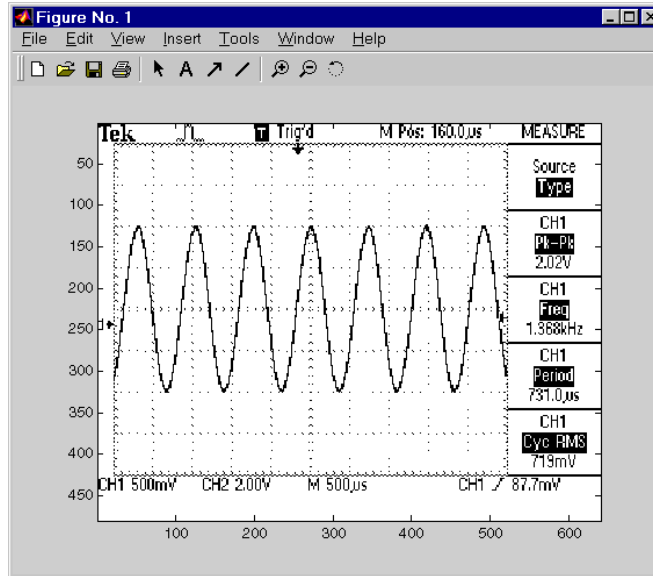 Figure No. 1
File Edit View Insert Tools Window Help
A
Tek T Trig'd M Pos: 160.0µs MEASURE
Source
Type
CH1
Pk-Pk
2.02V
CH1
Freq
1.368kHz
CH1
Period
731.0µs
CH1
Cyc RMS
719mV
CH1 500mV CH2 2.00V M 500µs CH1 87.7mV
50
100
150
200
250
300
350
400
450
1
100 200 300 400 500 600